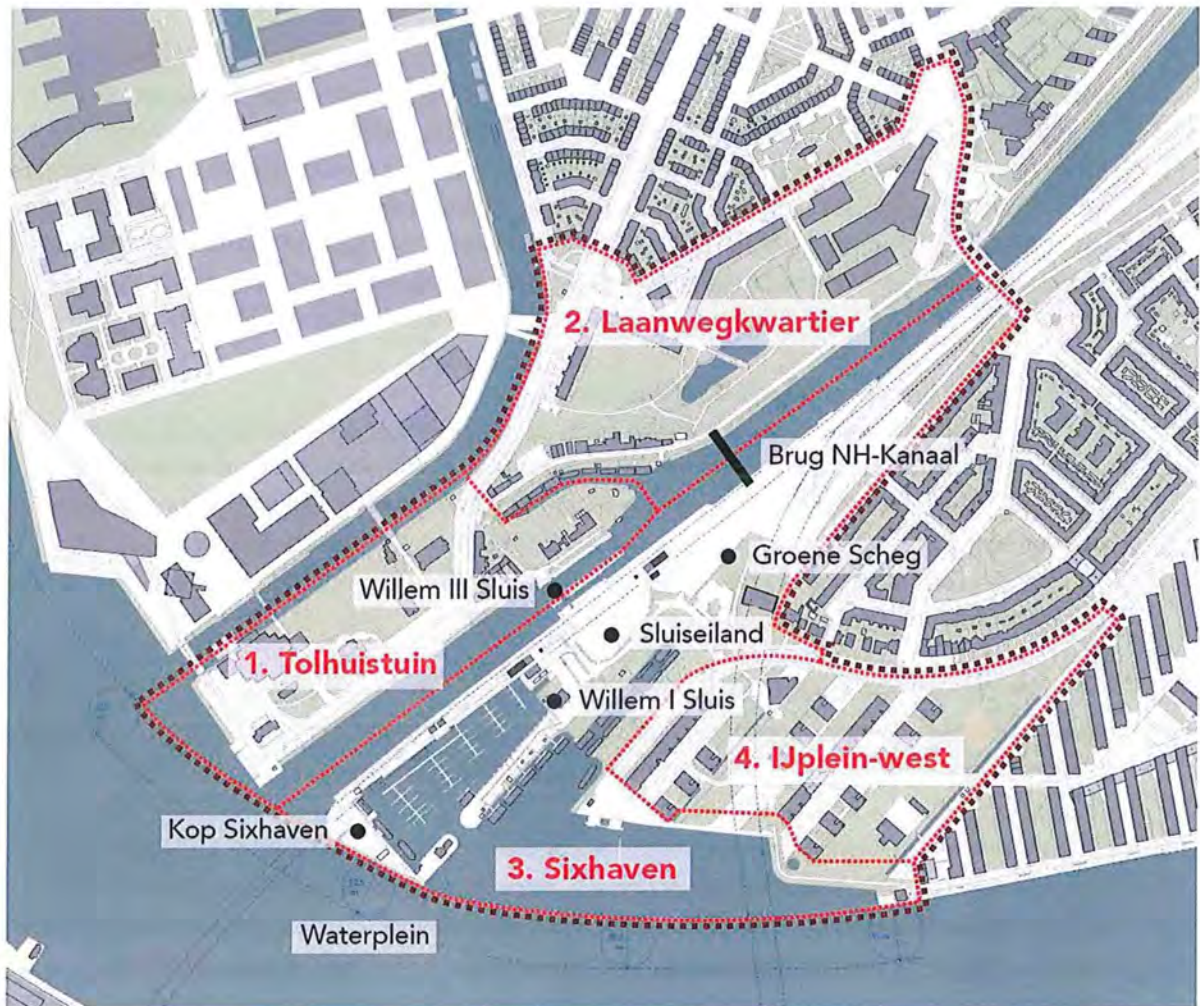 2. Laanwegkwartier
Brug NH-Kanaal
Groene Scheg
Willem III Sluis
Sluiseiland
1. Tolhuistuin
Willem I Sluis
4. IJplein-west
Kop Sixhaven
3. Sixhaven
Waterplein